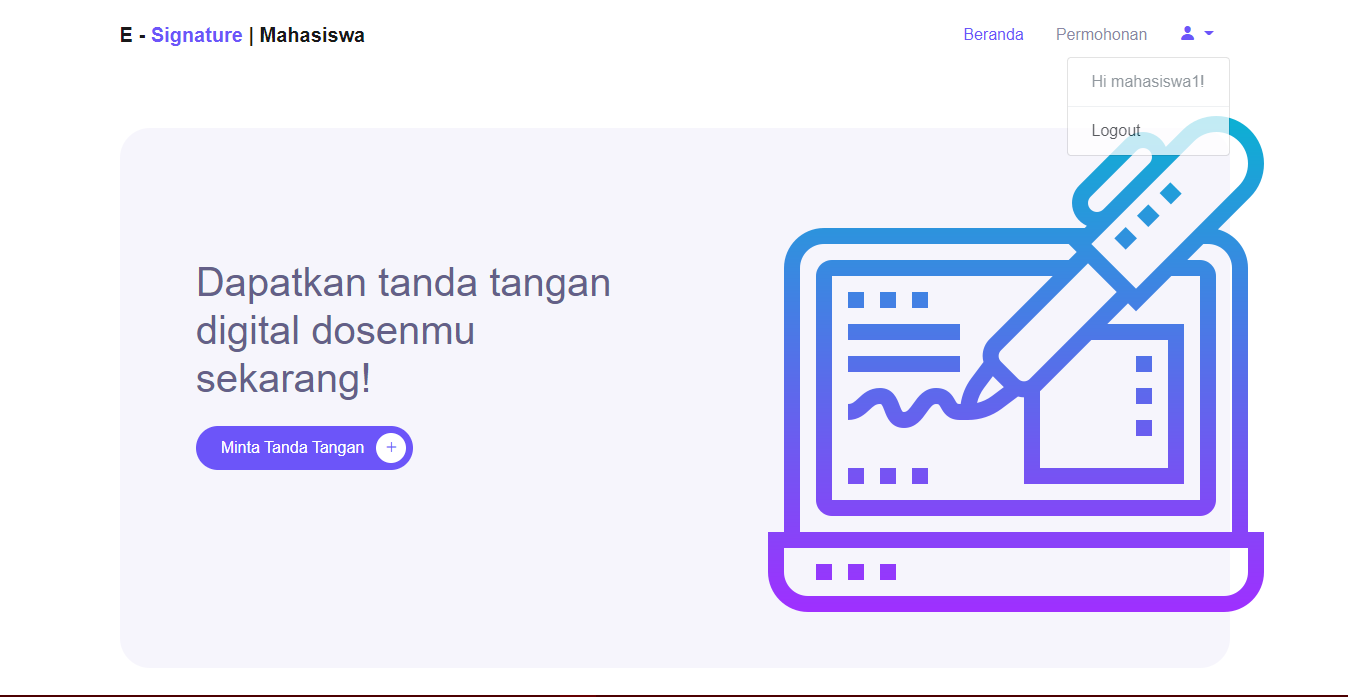 E - Signature | Mahasiswa
Beranda
Permohonan
Hi mahasiswa1!
Logout
Dapatkan tanda tangan
digital dosenmu
sekarang!
Minta Tanda Tangan +